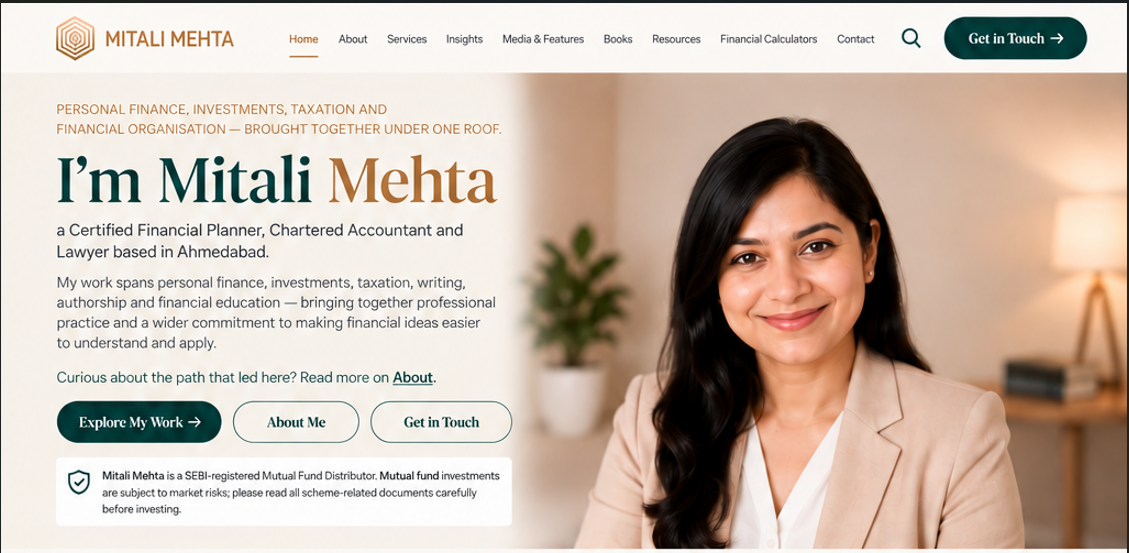 MITALI MEHTA
Home
About
Services
Insights
Media & Features
Books
Resources
Financial Calculators
Contact
Get in Touch →
PERSONAL FINANCE, INVESTMENTS, TAXATION AND
FINANCIAL ORGANISATION — BROUGHT TOGETHER UNDER ONE ROOF.
I’m Mitali Mehta
a Certified Financial Planner, Chartered Accountant and
Lawyer based in Ahmedabad.
My work spans personal finance, investments, taxation, writing,
authorship and financial education — bringing together professional
practice and a wider commitment to making financial ideas easier
to understand and apply.
Curious about the path that led here? Read more on About.
Explore My Work →
About Me
Get in Touch
Mitali Mehta is a SEBI-registered Mutual Fund Distributor. Mutual fund investments
are subject to market risks; please read all scheme-related documents carefully
before investing.